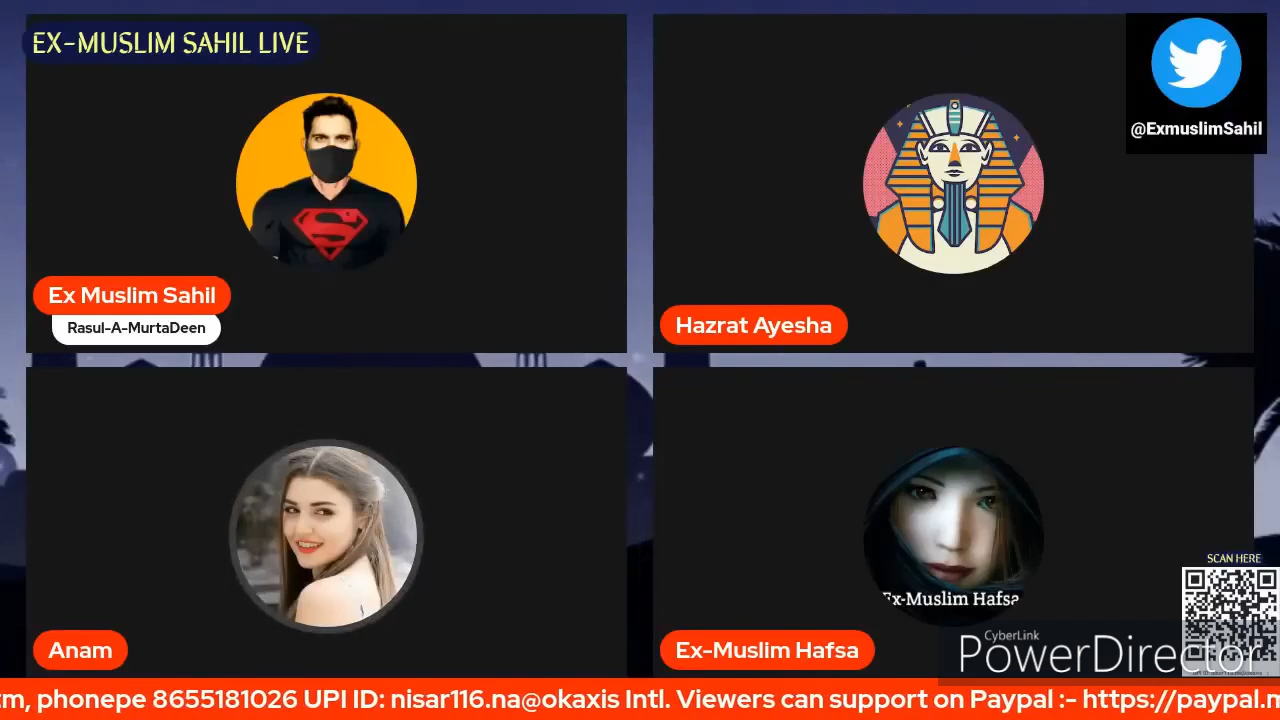 EX-MUSLIM SAHIL LIVE
@ExmuslimSahil
Ex Muslim Sahil
Rasul-A-MurtaDeen
Hazrat Ayesha
Ex-Muslim Hafsa
SCAN HERE
Anam
Ex-Muslim Hafsa
CyberLink
PowerDirector
tm, phonepe 8655181026 UPI ID: nisar116.na@okaxis Intl. Viewers can support on Paypal :- https://paypal.m